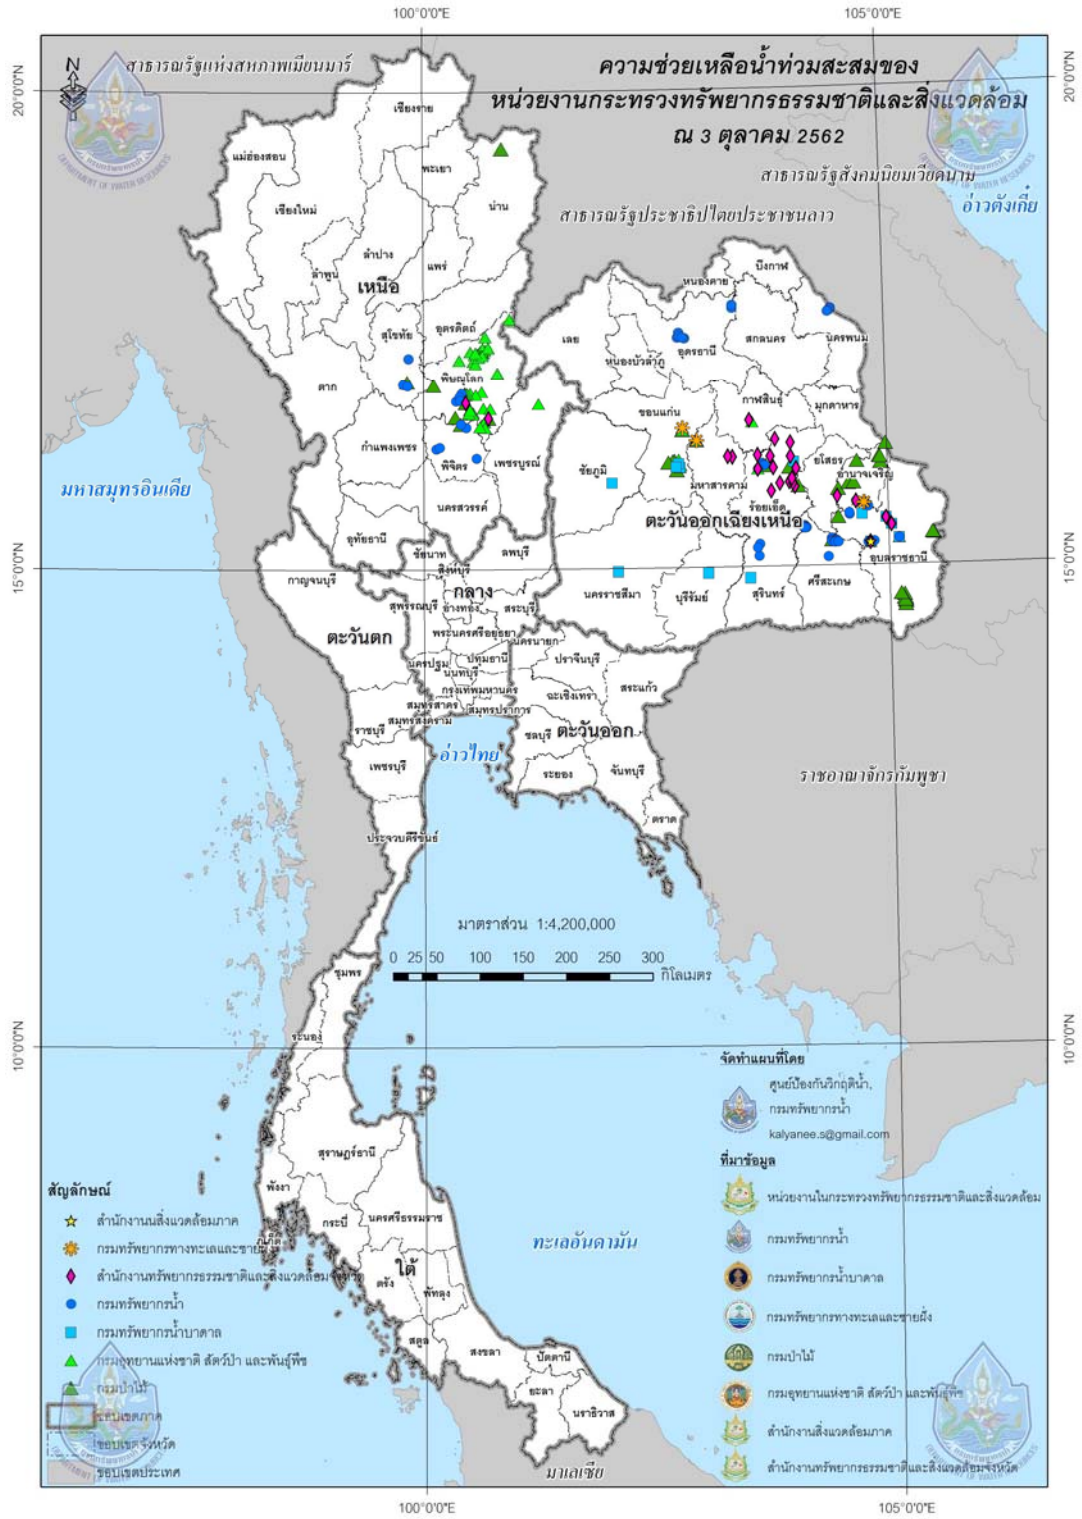 100°0'0"E
105°0'0"E
20°0'0"N
20°0'0"N
N
สาธารณรัฐแห่งสหภาพเมียนมาร์
ความช่วยเหลือน้ำท่วมสะสมของ
หน่วยงานกระทรวงทรัพยากรธรรมชาติและสิ่งแวดล้อม
ณ 3 ตุลาคม 2562
DEPARTMENT OF WATER RESOURCES
DEPARTMENT OF WATER RESOURCES
สาธารณรัฐสังคมนิยมเวียดนาม
อ่าวตังเกี๋ย
สาธารณรัฐประชาธิปไตยประชาชนลาว
เชียงราย
แม่ฮ่องสอน
พะเยา
เชียงใหม่
น่าน
ลำปาง
แพร่
ลำพูน
เหนือ
สุโขทัย
อุตรดิตถ์
ตาก
พิษณุโลก
กำแพงเพชร
พิจิตร
เพชรบูรณ์
นครสวรรค์
อุทัยธานี
บึงกาฬ
หนองคาย
เลย
หนองบัวลำภู
อุดรธานี
สกลนคร
นครพนม
ขอนแก่น
กาฬสินธุ์
มุกดาหาร
ชัยภูมิ
มหาสารคาม
ร้อยเอ็ด
ยโสธร
อำนาจเจริญ
ตะวันออกเฉียงเหนือ
อุบลราชธานี
นครราชสีมา
บุรีรัมย์
สุรินทร์
ศรีสะเกษ
มหาสมุทรอินเดีย
15°0'0"N
15°0'0"N
ชัยนาท
ลพบุรี
สิงห์บุรี
กลาง
กาญจนบุรี
สุพรรณบุรี
อ่างทอง
สระบุรี
ตะวันตก
พระนครศรีอยุธยา
นครนายก
ปทุมธานี
นครปฐม
นนทบุรี
ปราจีนบุรี
สระแก้ว
กรุงเทพมหานคร
ฉะเชิงเทรา
สมุทรสาคร
สมุทรปราการ
สมุทรสงคราม
ราชบุรี
ชลบุรี
ตะวันออก
อ่าวไทย
เพชรบุรี
ระยอง
จันทบุรี
ตราด
ราชอาณาจักรกัมพูชา
ประจวบคีรีขันธ์
มาตราส่วน 1:4,200,000
0 25 50 100 150 200 250 300
กิโลเมตร
ชุมพร
ระนอง
10°0'0"N
10°0'0"N
สุราษฎร์ธานี
พังงา
กระบี่
นครศรีธรรมราช
ภูเก็ต
ใต้
ตรัง
พัทลุง
สตูล
สงขลา
ปัตตานี
ยะลา
นราธิวาส
มาเลเซีย
ทะเลอันดามัน
จัดทำแผนที่โดย
ศูนย์ป้องกันวิกฤติน้ำ,
กรมทรัพยากรน้ำ
kalyanee.s@gmail.com
ที่มาข้อมูล
หน่วยงานในกระทรวงทรัพยากรธรรมชาติและสิ่งแวดล้อม
กรมทรัพยากรน้ำ
กรมทรัพยากรน้ำบาดาล
กรมทรัพยากรทางทะเลและชายฝั่ง
กรมป่าไม้
กรมอุทยานแห่งชาติ สัตว์ป่า และพันธุ์พืช
สำนักงานสิ่งแวดล้อมภาค
สำนักงานทรัพยากรธรรมชาติและสิ่งแวดล้อมจังหวัด
สัญลักษณ์
สำนักงานนสิ่งแวดล้อมภาค
กรมทรัพยากรทางทะเลและชายฝั่ง
สำนักงานทรัพยากรธรรมชาติและสิ่งแวดล้อมจังหวัด
กรมทรัพยากรน้ำ
กรมทรัพยากรน้ำบาดาล
กรมอุทยานแห่งชาติ สัตว์ป่า และพันธุ์พืช
กรมป่าไม้
ขอบเขตภาค
ขอบเขตจังหวัด
ขอบเขตประเทศ
100°0'0"E
105°0'0"E